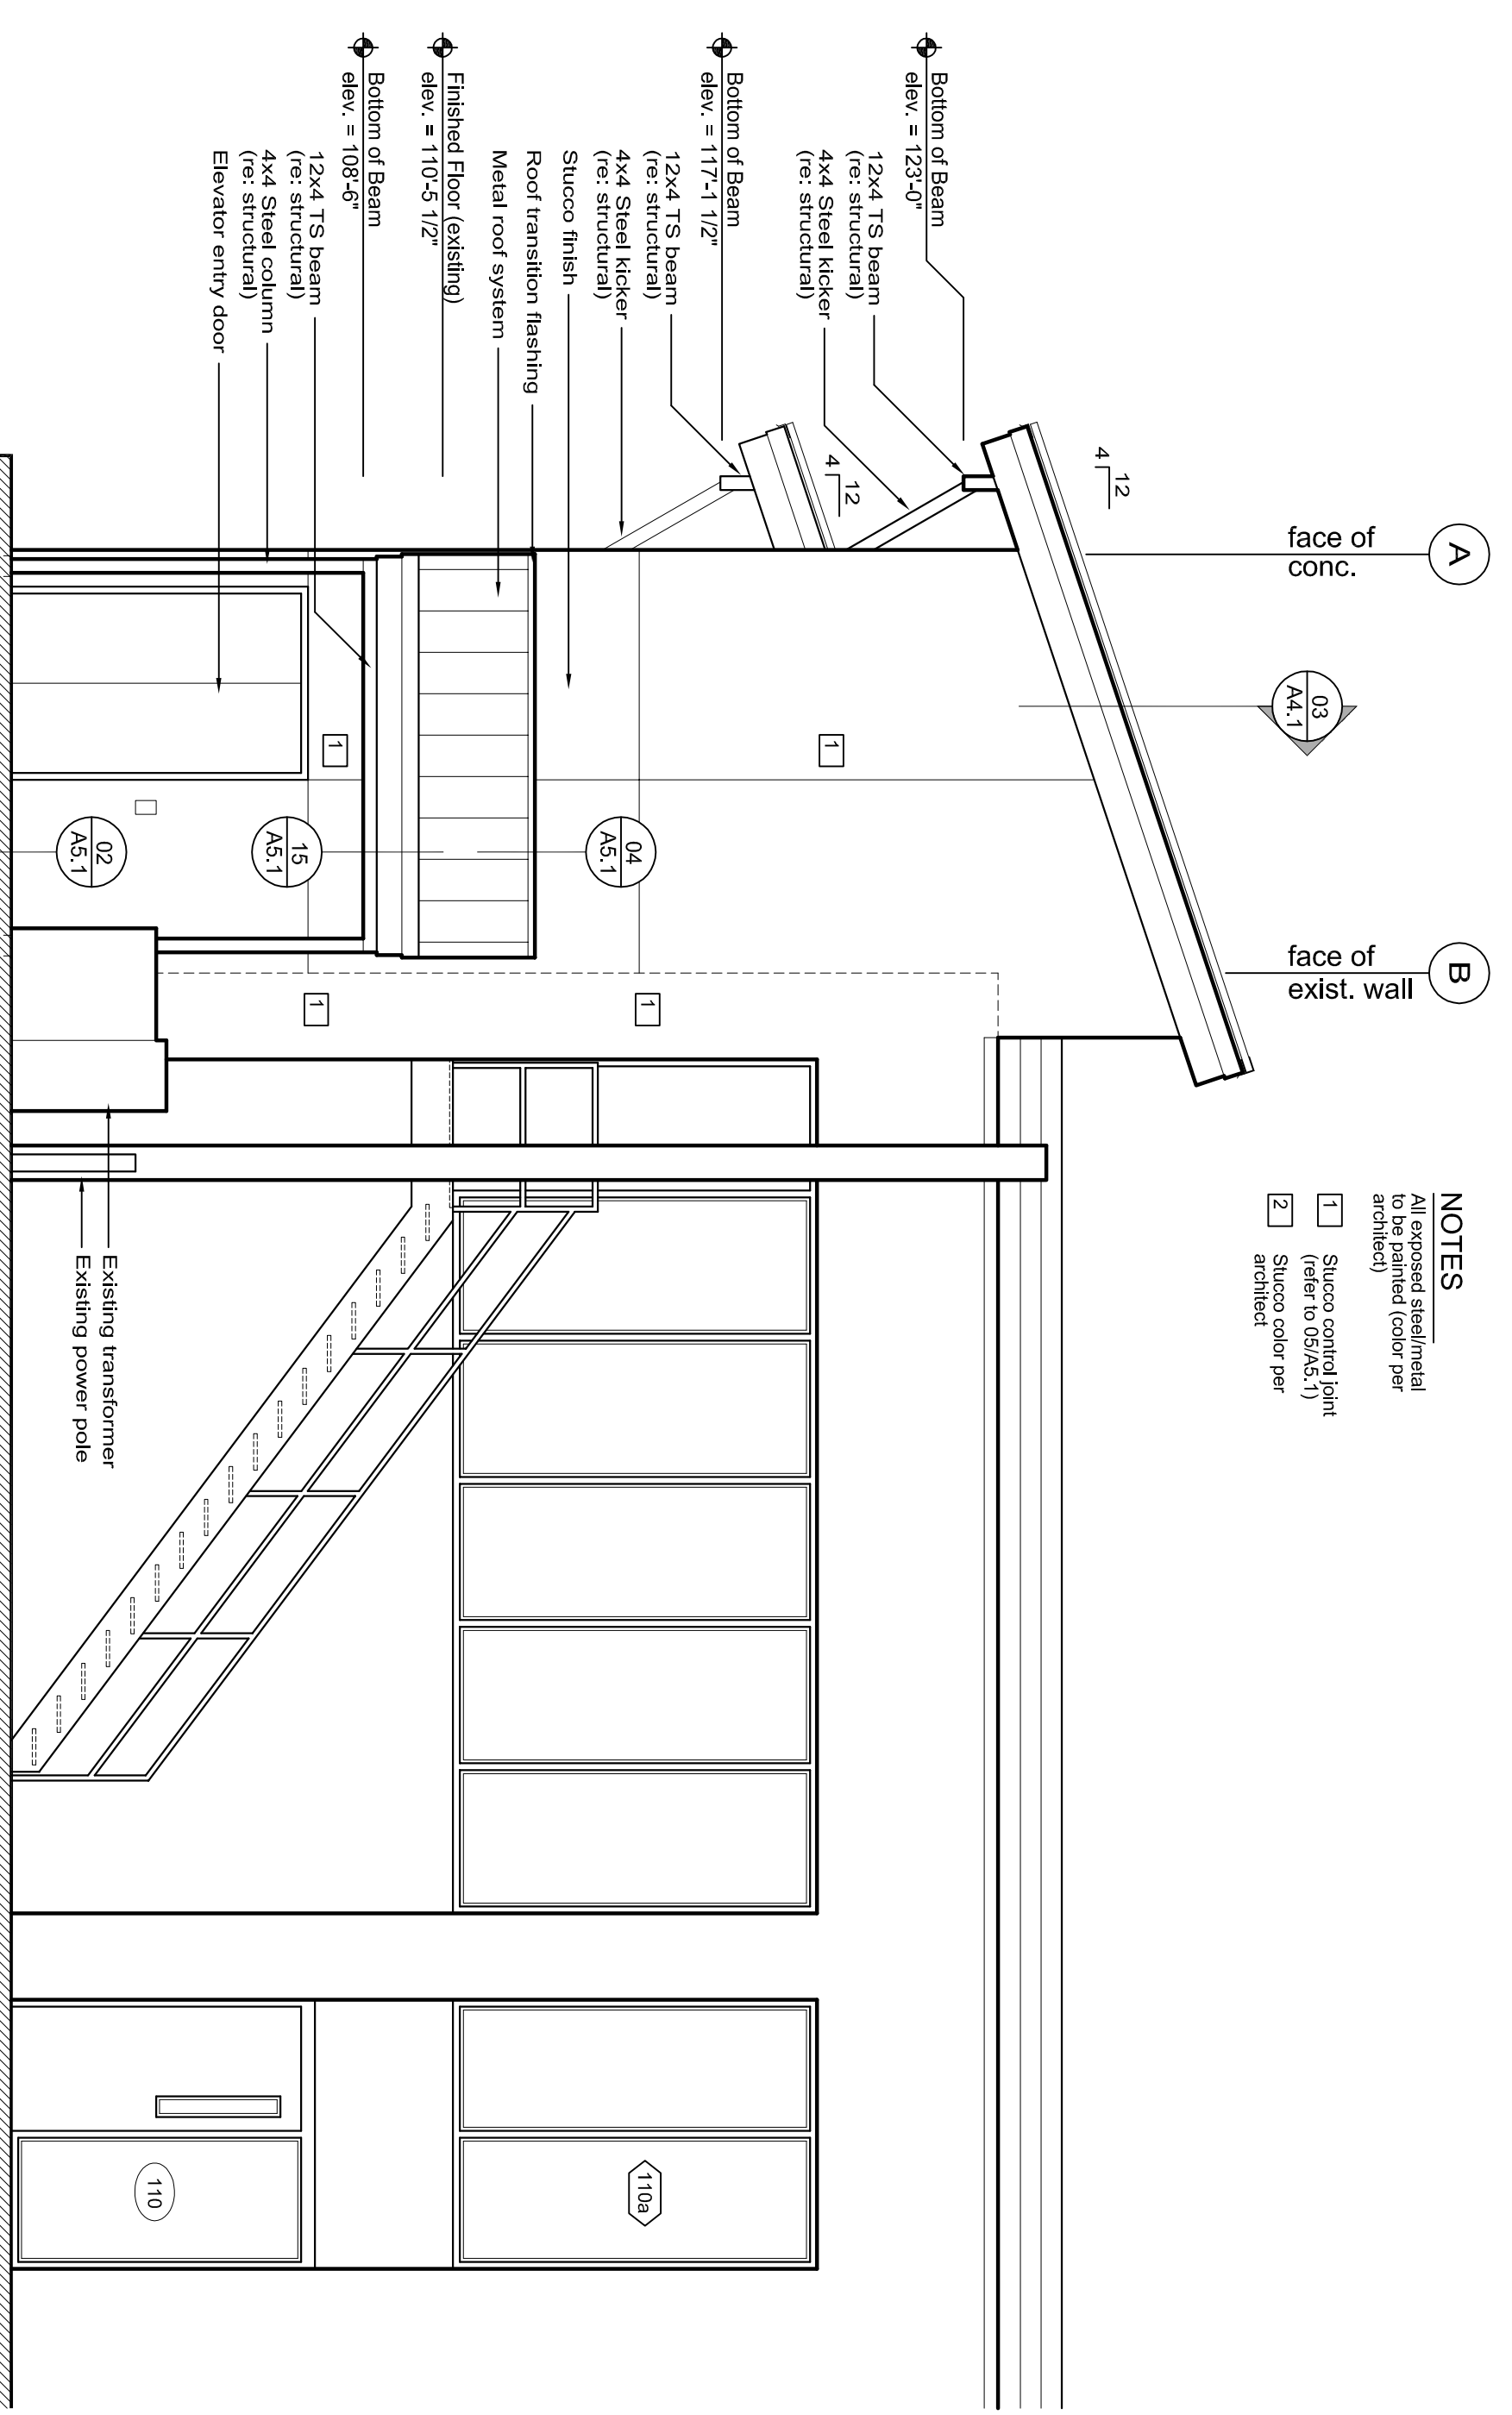 A
face of
conc.
B
face of
exist. wall
03
A4.1
NOTES
All exposed steel/metal
to be painted (color per
architect)
1
Stucco control joint
(refer to 05/A5.1)
2
Stucco color per
architect
12
4
Bottom of Beam
elev. = 123'-0"
12x4 TS beam
(re: structural)
4x4 Steel kicker
(re: structural)
12
4
1
Bottom of Beam
elev. = 117'-1 1/2"
12x4 TS beam
(re: structural)
4x4 Steel kicker
(re: structural)
Stucco finish
Roof transition flashing
Metal roof system
04
A5.1
1
110a
Finished Floor (existing)
elev. = 110'-5 1/2"
Bottom of Beam
elev. = 108'-6"
12x4 TS beam
(re: structural)
4x4 Steel column
(re: structural)
Elevator entry door
1
1
15
A5.1
02
A5.1
Existing transformer
Existing power pole
110